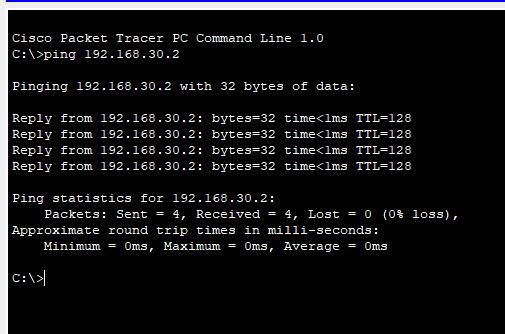 Cisco Packet Tracer PC Command Line 1.0
C:\>ping 192.168.30.2
Pinging 192.168.30.2 with 32 bytes of data:
Reply from 192.168.30.2: bytes=32 time<1ms TTL=128
Reply from 192.168.30.2: bytes=32 time<1ms TTL=128
Reply from 192.168.30.2: bytes=32 time<1ms TTL=128
Reply from 192.168.30.2: bytes=32 time<1ms TTL=128
Ping statistics for 192.168.30.2:
Packets: Sent = 4, Received = 4, Lost = 0 (0% loss),
Approximate round trip times in milli-seconds:
Minimum = 0ms, Maximum = 0ms, Average = 0ms
C:\>